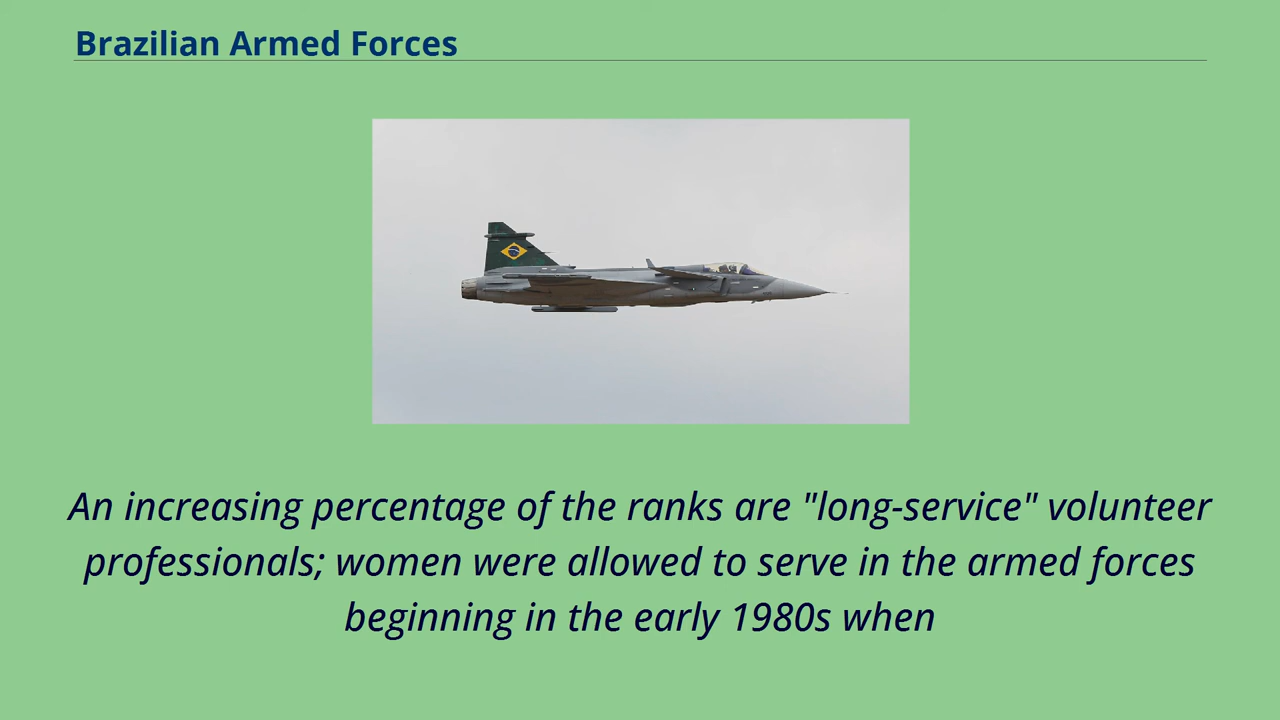 Brazilian Armed Forces
An increasing percentage of the ranks are "long-service" volunteer
professionals; women were allowed to serve in the armed forces
beginning in the early 1980s when